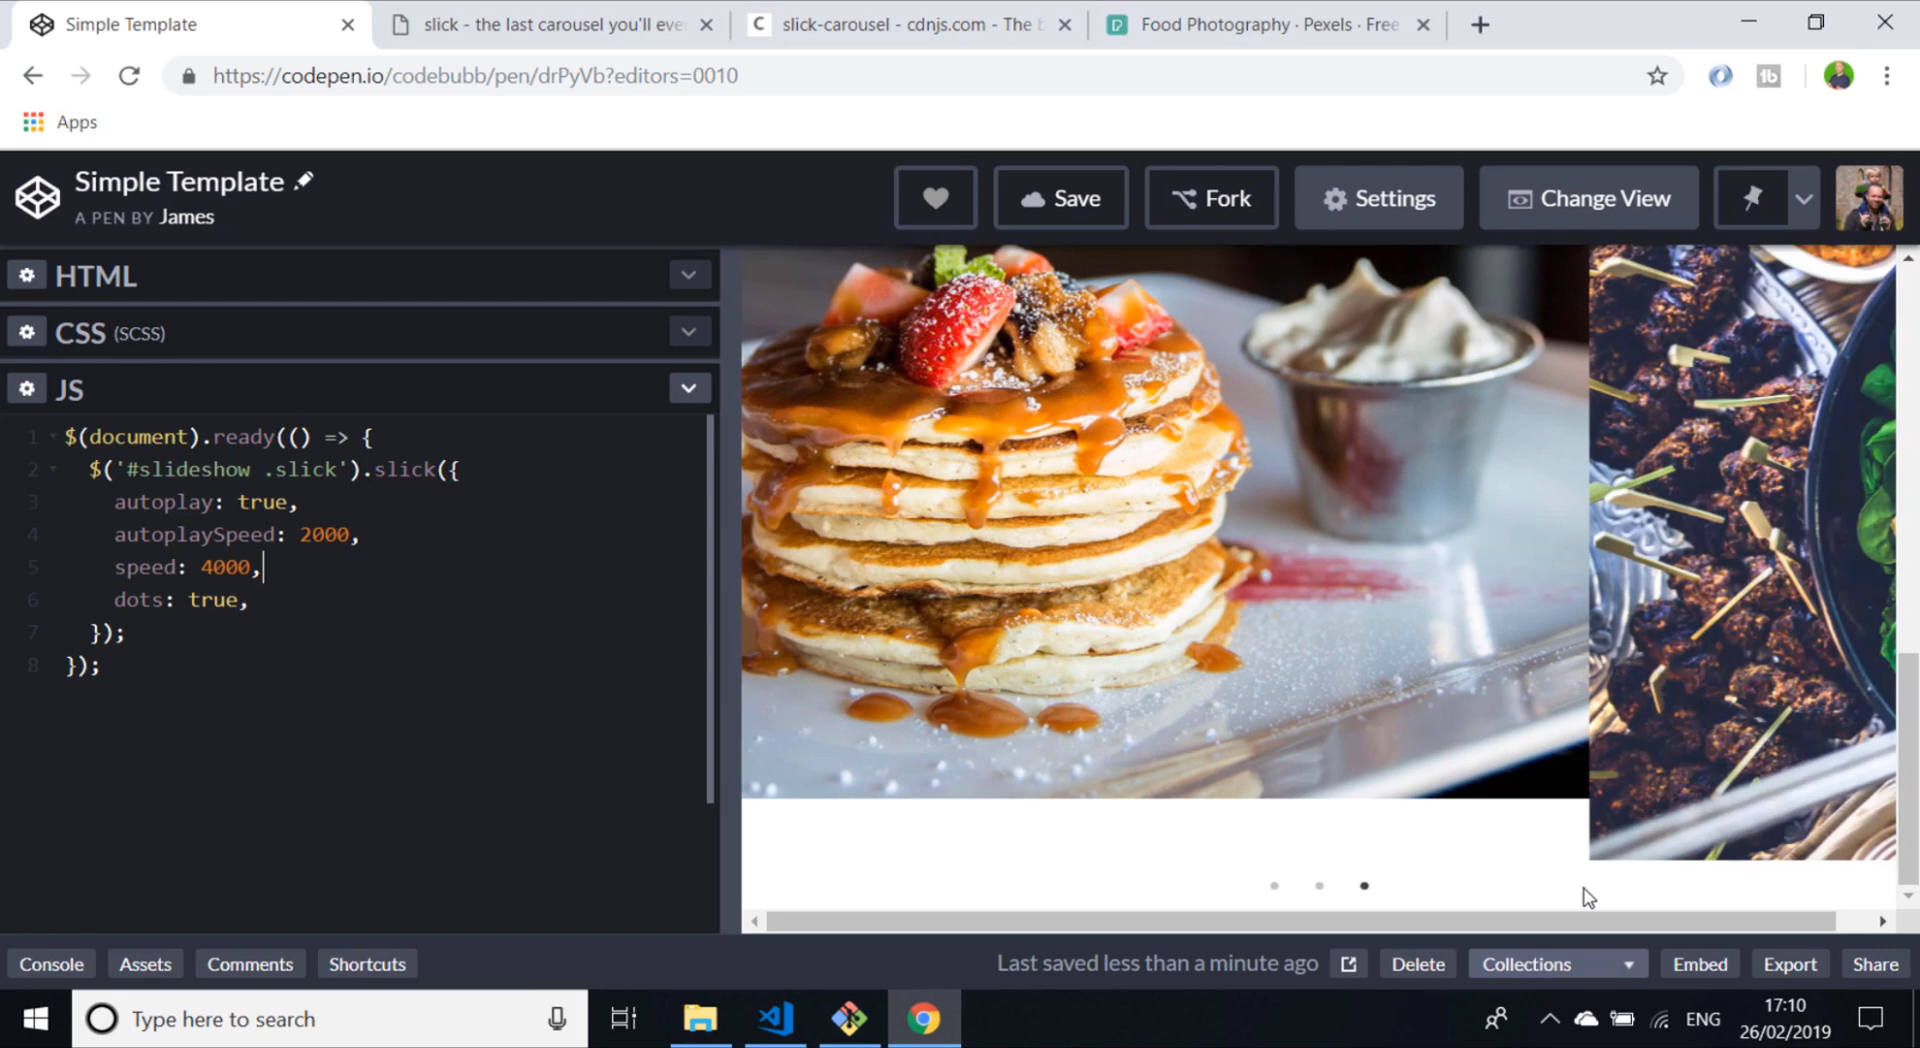 Simple Template
slick - the last carousel you'll eve
slick-carousel - cdnjs.com - The b
Food Photography · Pexels · Free
https://codepen.io/codebubb/pen/drPyVb?editors=0010
Apps
Simple Template
A PEN BY James
Save
Fork
Settings
Change View
HTML
CSS (SCSS)
JS
1 $(document).ready(() => {
2 $('#slideshow .slick').slick({
3 autoplay: true,
4 autoplaySpeed: 2000,
5 speed: 4000,
6 dots: true,
7 });
8 });
Console
Assets
Comments
Shortcuts
Last saved less than a minute ago
Delete
Collections
Embed
Export
Share
Type here to search
ENG
17:10
26/02/2019